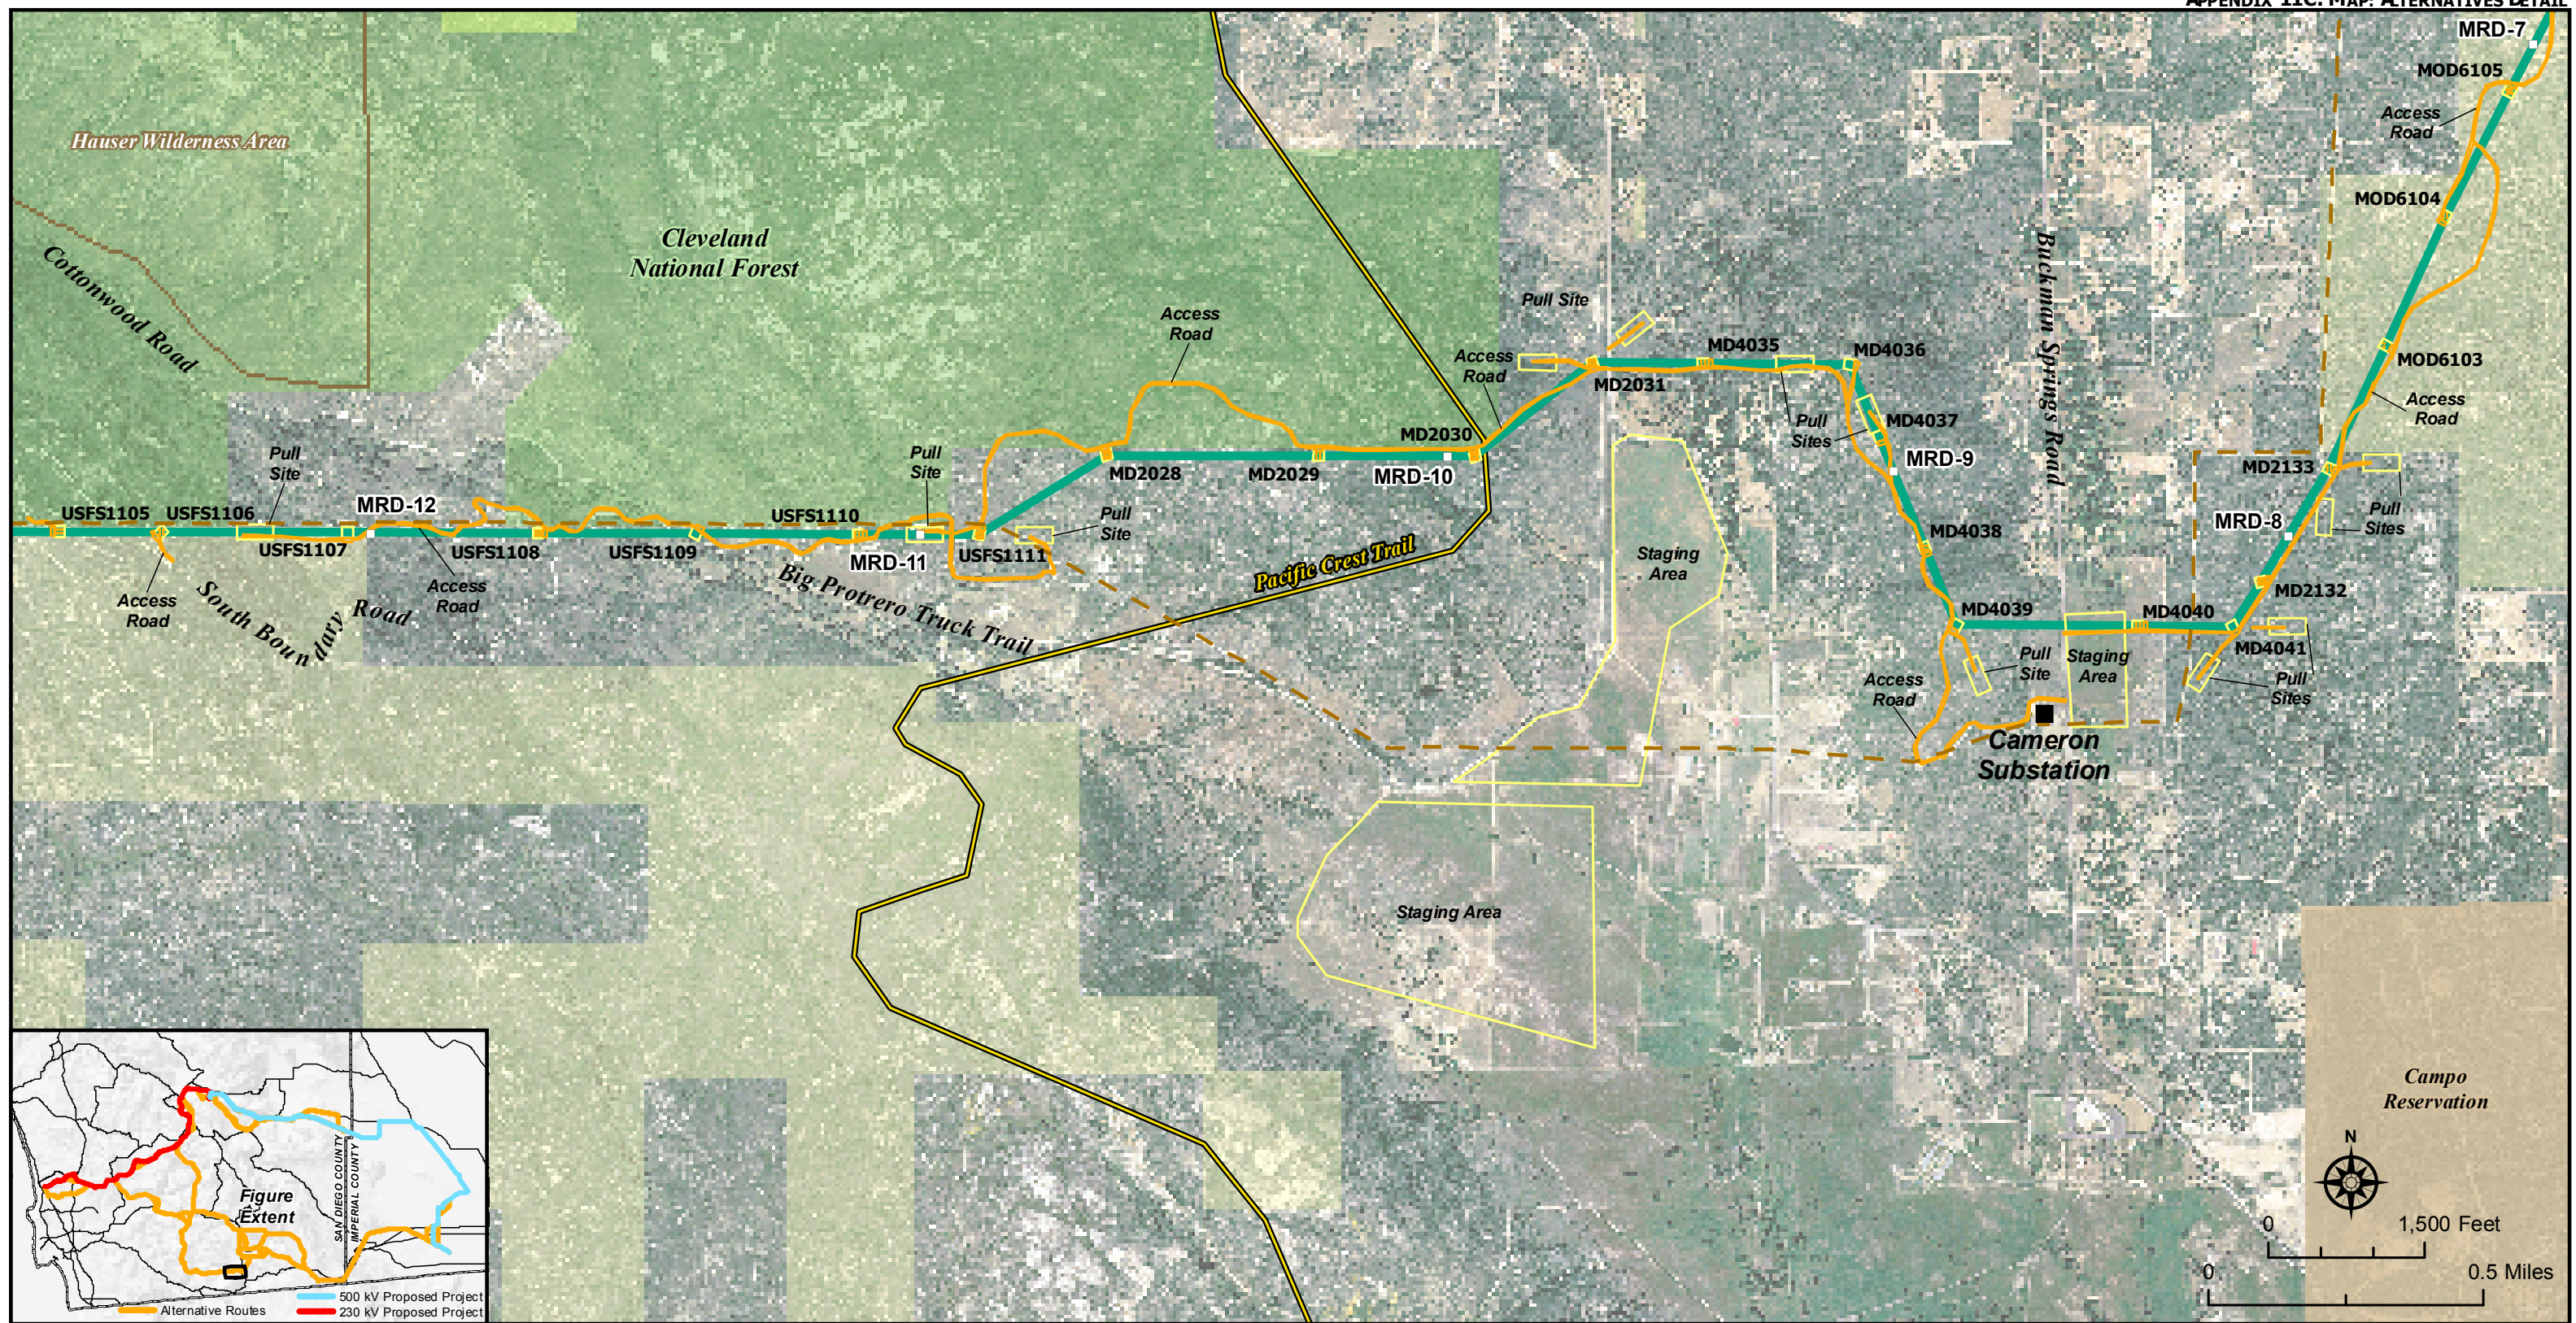 APPENDIX 11C. MAP: ALTERNATIVES DETAIL
MRD-7
MOD6105
Access
Road
MOD6104
Hauser Wilderness Area
Cleveland
National Forest
Cottonwood Road
Buckman Springs Road
Pull Site
Access
Road
Access
Road
MD4035
MD4036
MD2031
MOD6103
Access
Road
Pull
Sites
MD4037
MRD-9
MD2030
MD2028
MD2029
MRD-10
Pull
Site
Pull
Site
MD2133
Pull
Sites
MRD-8
MRD-12
USFS1105
USFS1106
USFS1107
USFS1108
USFS1109
USFS1110
MRD-11
USFS1111
Pull
Site
MD4038
Staging
Area
Pacific Crest Trail
Access
Road
Access
Road
South Boundary Road
Big Protrero Truck Trail
MD2132
MD4039
MD4040
MD4041
Pull
Site
Staging
Area
Pull
Sites
Access
Road
Cameron
Substation
Staging Area
Campo
Reservation
N
0
1,500 Feet
0
0.5 Miles
SAN DIEGO COUNTY
IMPERIAL COUNTY
Figure
Extent
Alternative Routes
500 kV Proposed Project
230 kV Proposed Project